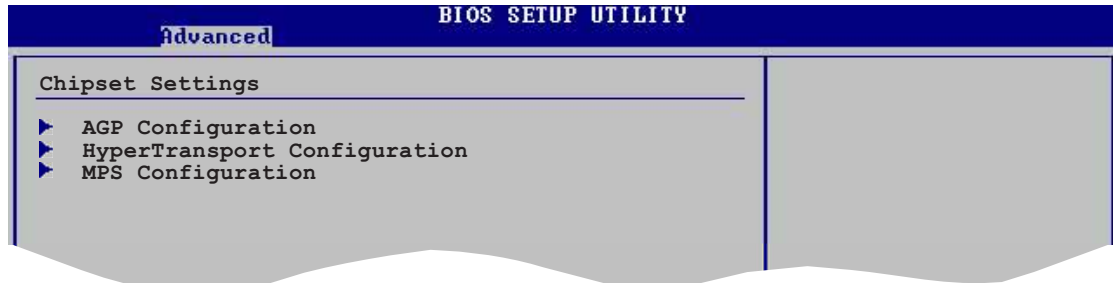 BIOS SETUP UTILITY
Advanced
Chipset Settings
AGP Configuration
HyperTransport Configuration
MPS Configuration